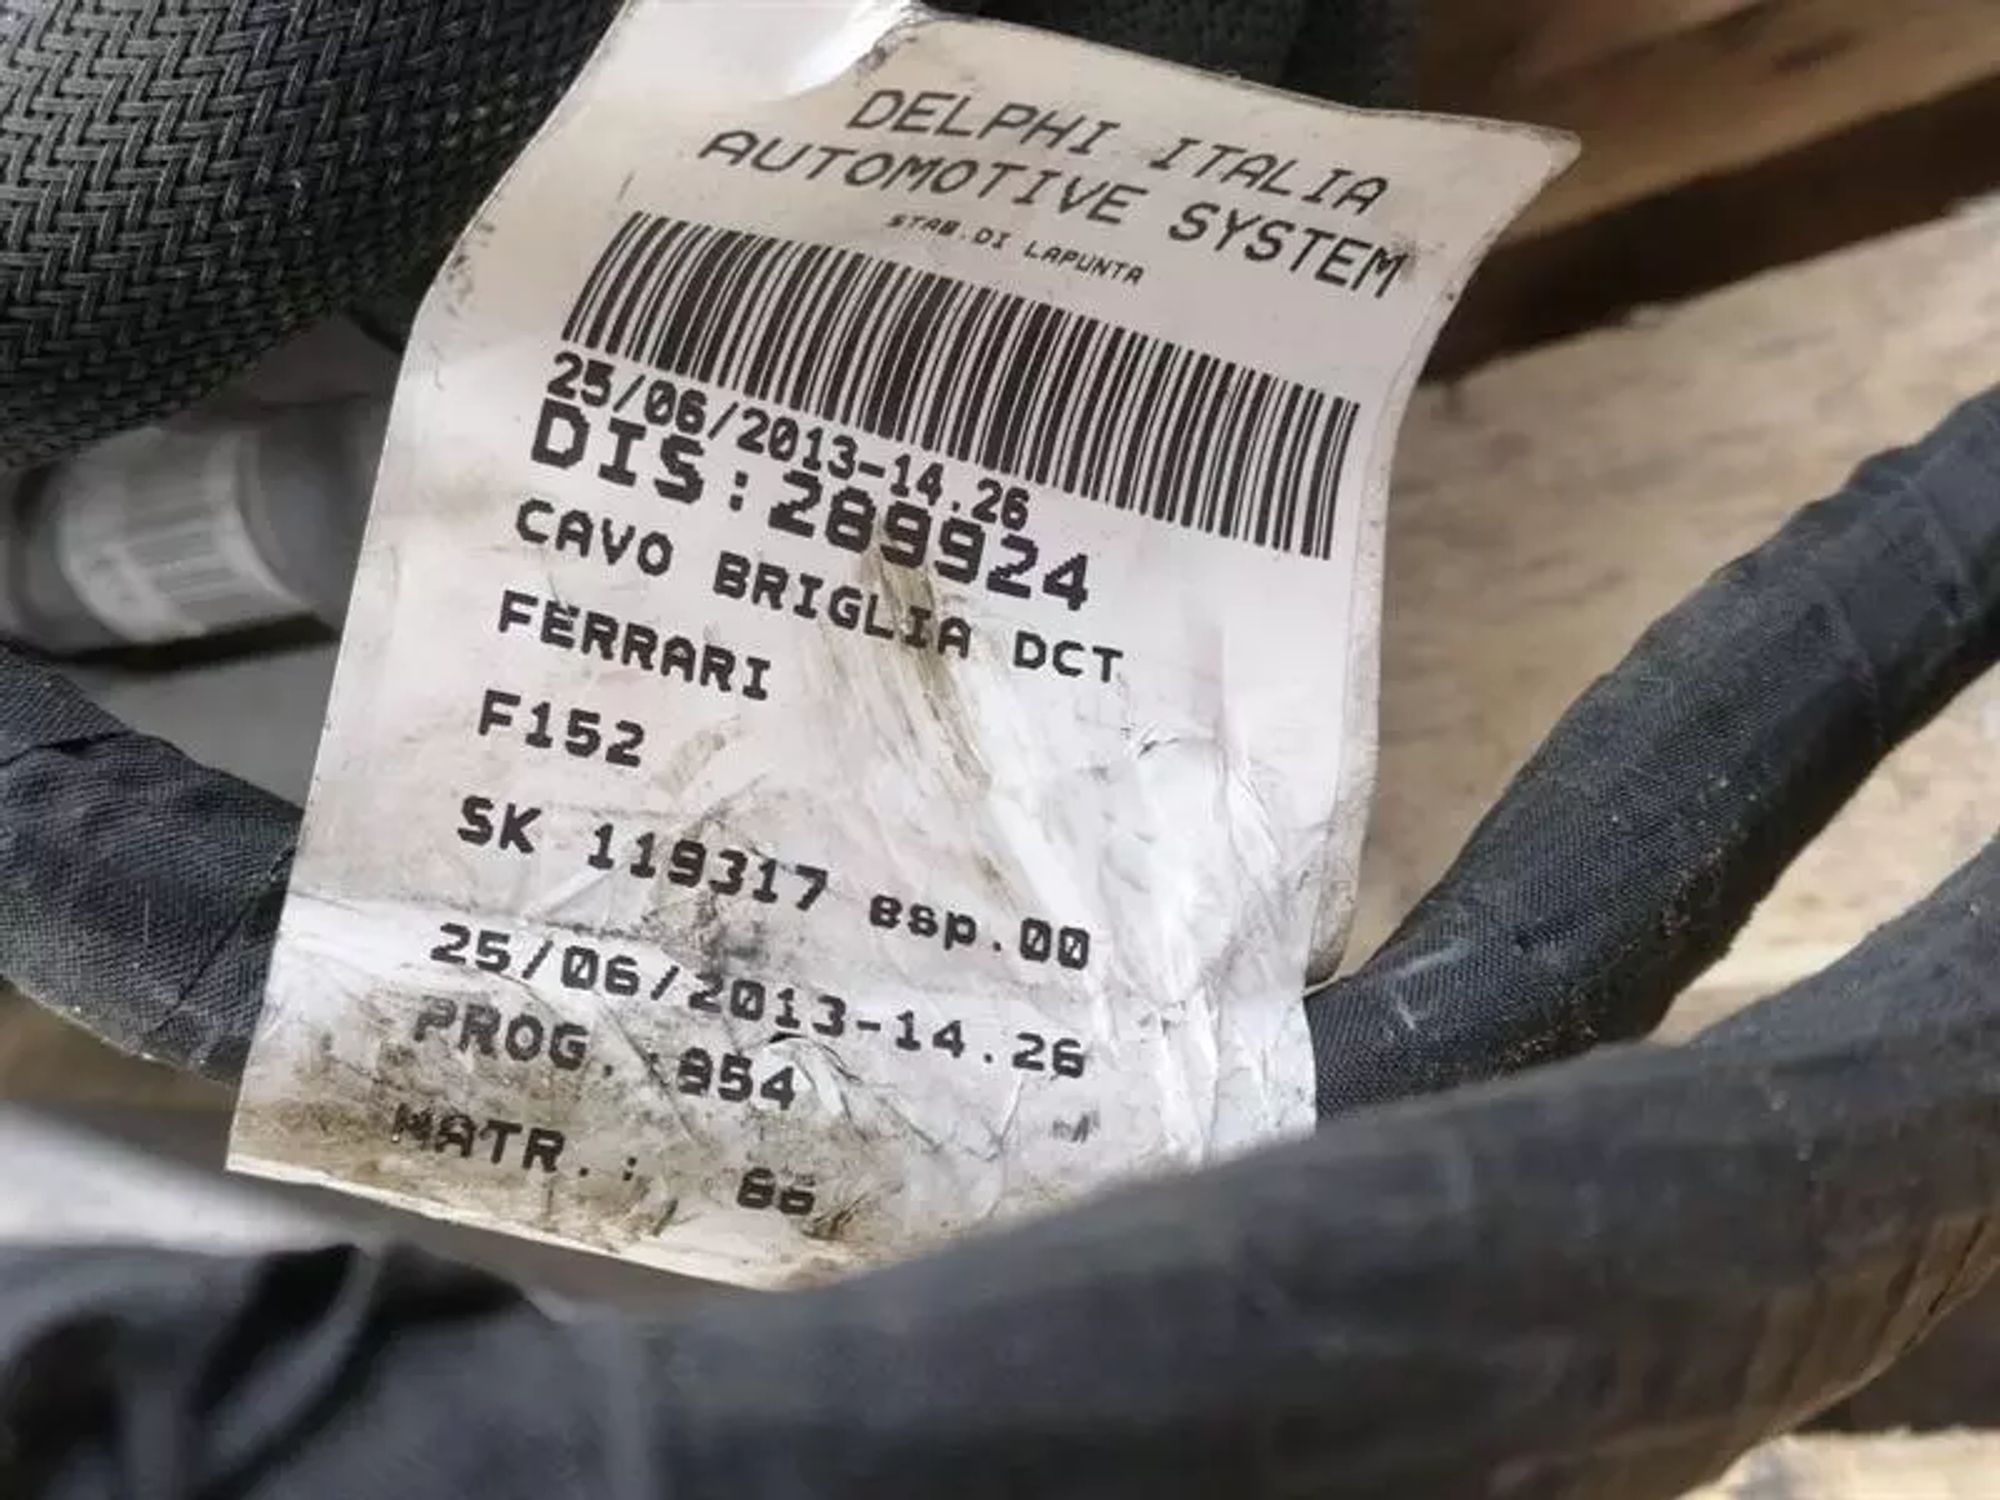 DELPHI ITALIA
AUTOMOTIVE SYSTEM
STAB.DI LAPUNTA
25/06/2013-14.26
DIS:289924
CAVO BRIGLIA DCT
FERRARI
F152
SK 119317 esp.00
25/06/2013-14.26
PROG. 954
MATR.: 66